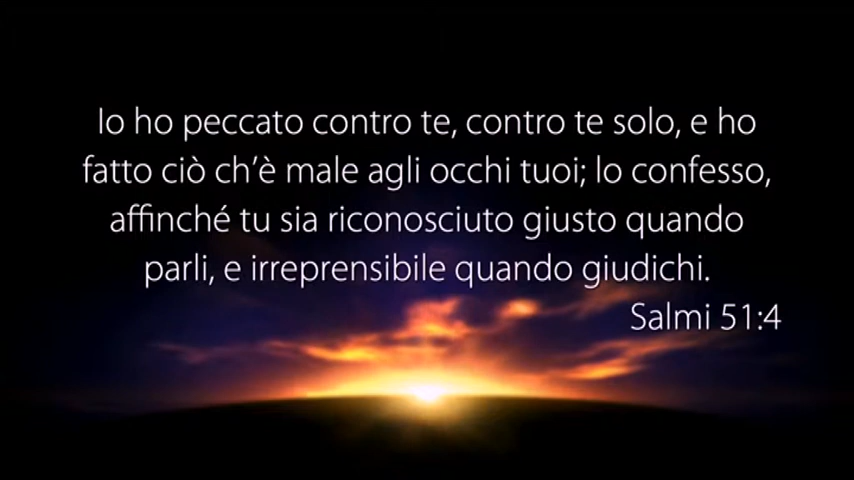 Io ho peccato contro te, contro te solo, e ho
fatto ciò ch’è male agli occhi tuoi; lo confesso,
affinché tu sia riconosciuto giusto quando
parli, e irreprensibile quando giudichi.
Salmi 51:4